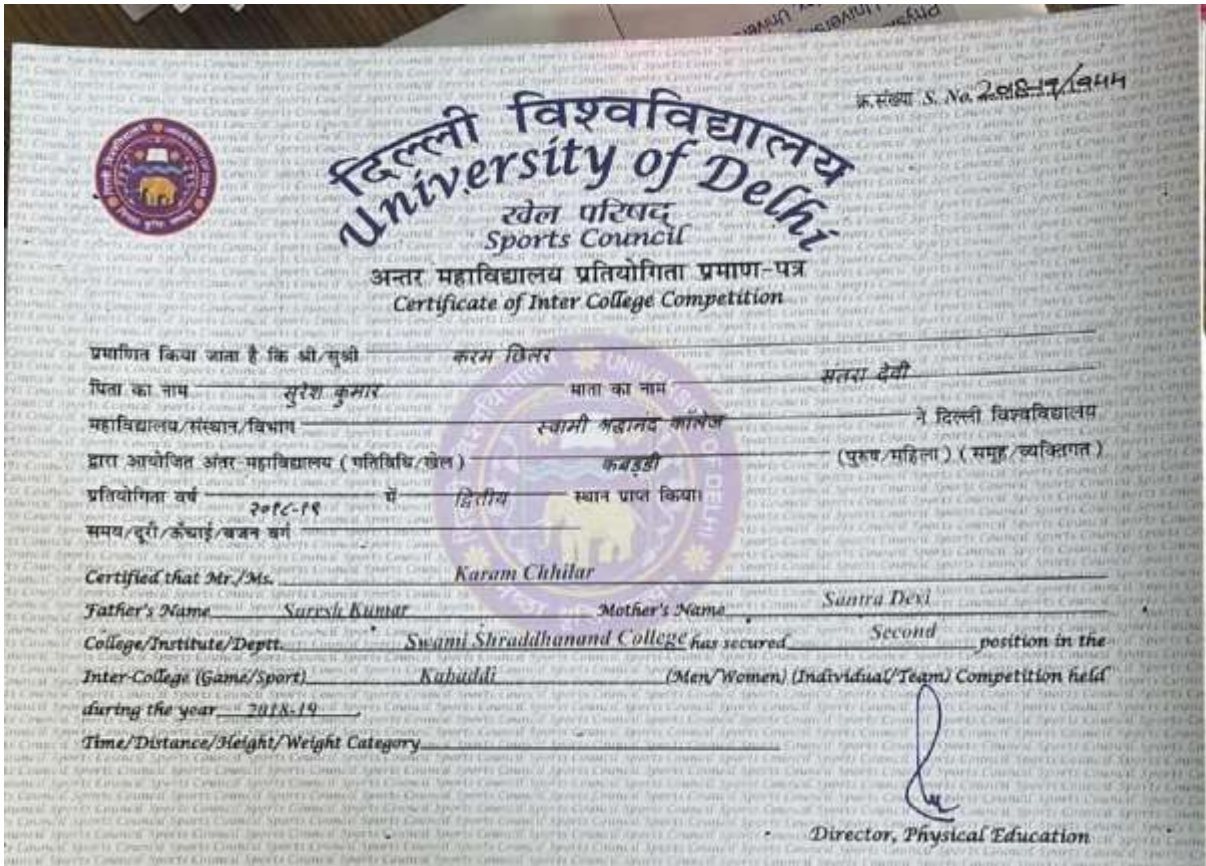 क्र.संख्या S. No. 2018-19/1944
दिल्ली विश्वविद्यालय
University of Delhi
खेल परिषद्
Sports Council
अन्तर महाविद्यालय प्रतियोगिता प्रमाण-पत्र
Certificate of Inter College Competition
प्रमाणित किया जाता है कि श्री/सुश्री करम छिलर
पिता का नाम सुरेश कुमार माता का नाम संतरा देवी
महाविद्यालय/संस्थान/विभाग स्वामी श्रद्धानंद कॉलेज ने दिल्ली विश्वविद्यालय
द्वारा आयोजित अंतर-महाविद्यालय (गतिविधि/खेल) कबड्डी (पुरुष/महिला) (समूह/व्यक्तिगत)
प्रतियोगिता वर्ष २०१८-१९ में द्वितीय स्थान प्राप्त किया।
समय/दूरी/ऊँचाई/वजन वर्ग
Certified that Mr./Ms. Karam Chhilar
Father's Name Suresh Kumar Mother's Name Santra Devi
College/Institute/Deptt. Swami Shraddhanand College has secured Second position in the
Inter-College (Game/Sport) Kabaddi (Men/Women) (Individual/Team) Competition held
during the year 2018-19
Time/Distance/Height/Weight Category
Director, Physical Education